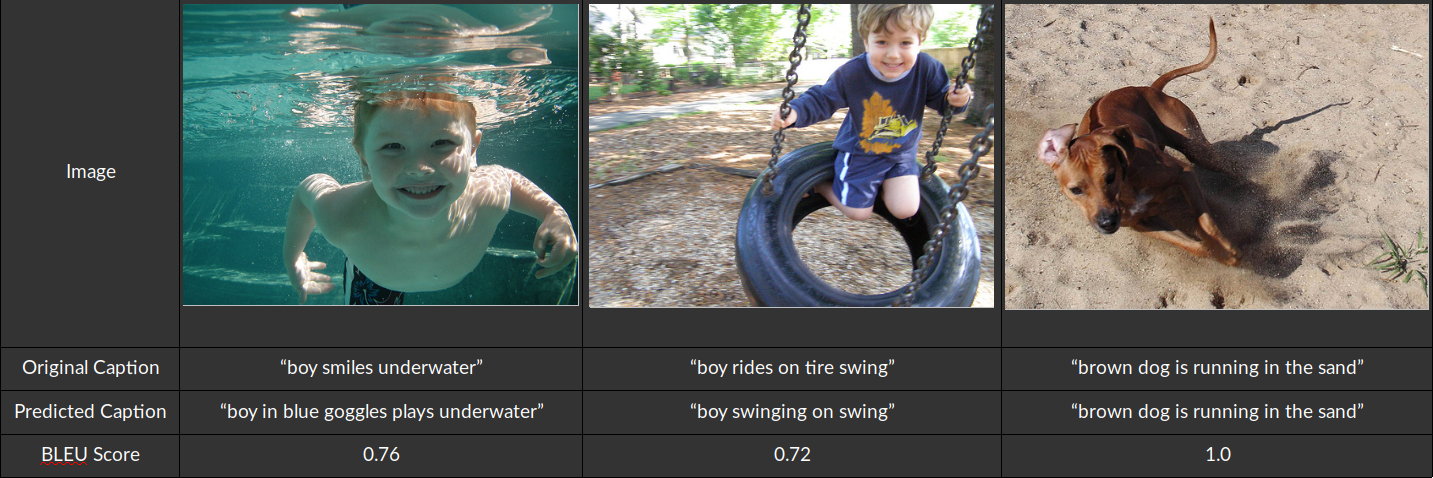 Image
Original Caption “boy smiles underwater” “boy rides on tire swing” “brown dog is running in the sand”
Predicted Caption “boy in blue goggles plays underwater” “boy swinging on swing” “brown dog is running in the sand”
BLEU Score 0.76 0.72 1.0